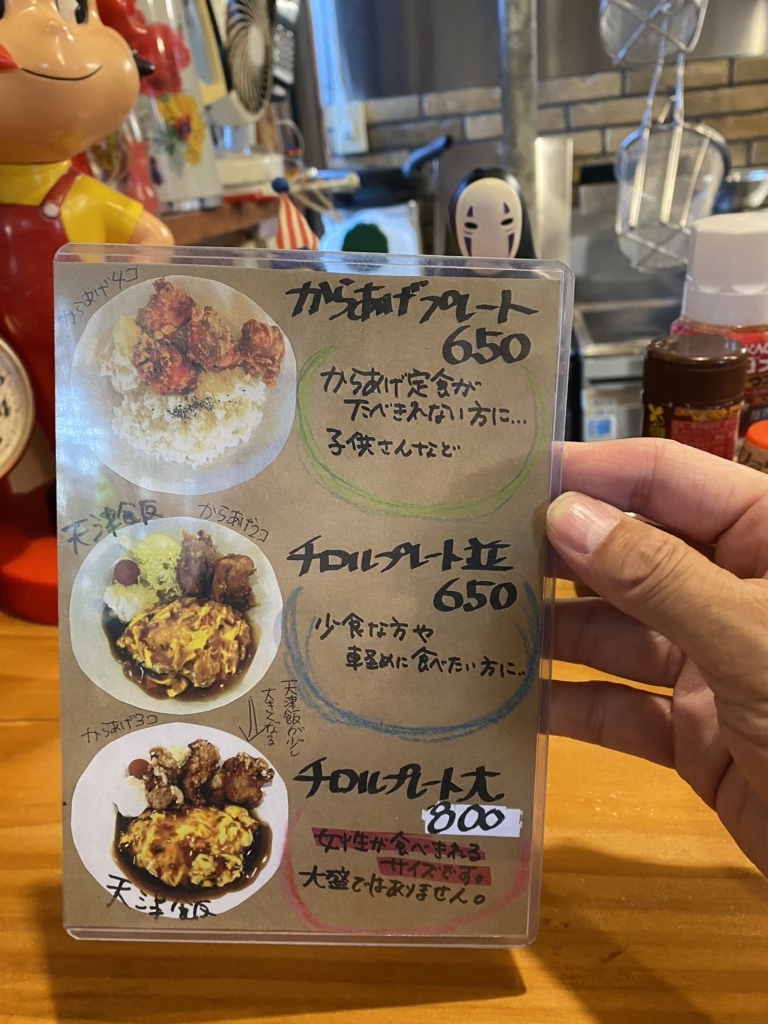 からあげ4コ
からあげプレート
650
からあげ定食が
たべきれない方に…
子供さんなど
天津飯
からあげ2コ
チロルプレート並
650
少食な方や
軽めに食べたい方に…
天津飯が少し
大きくなる
からあげ3コ
チロルプレート大
800
女性が食べきれる
サイズです。
大盛ではありません。
天津飯